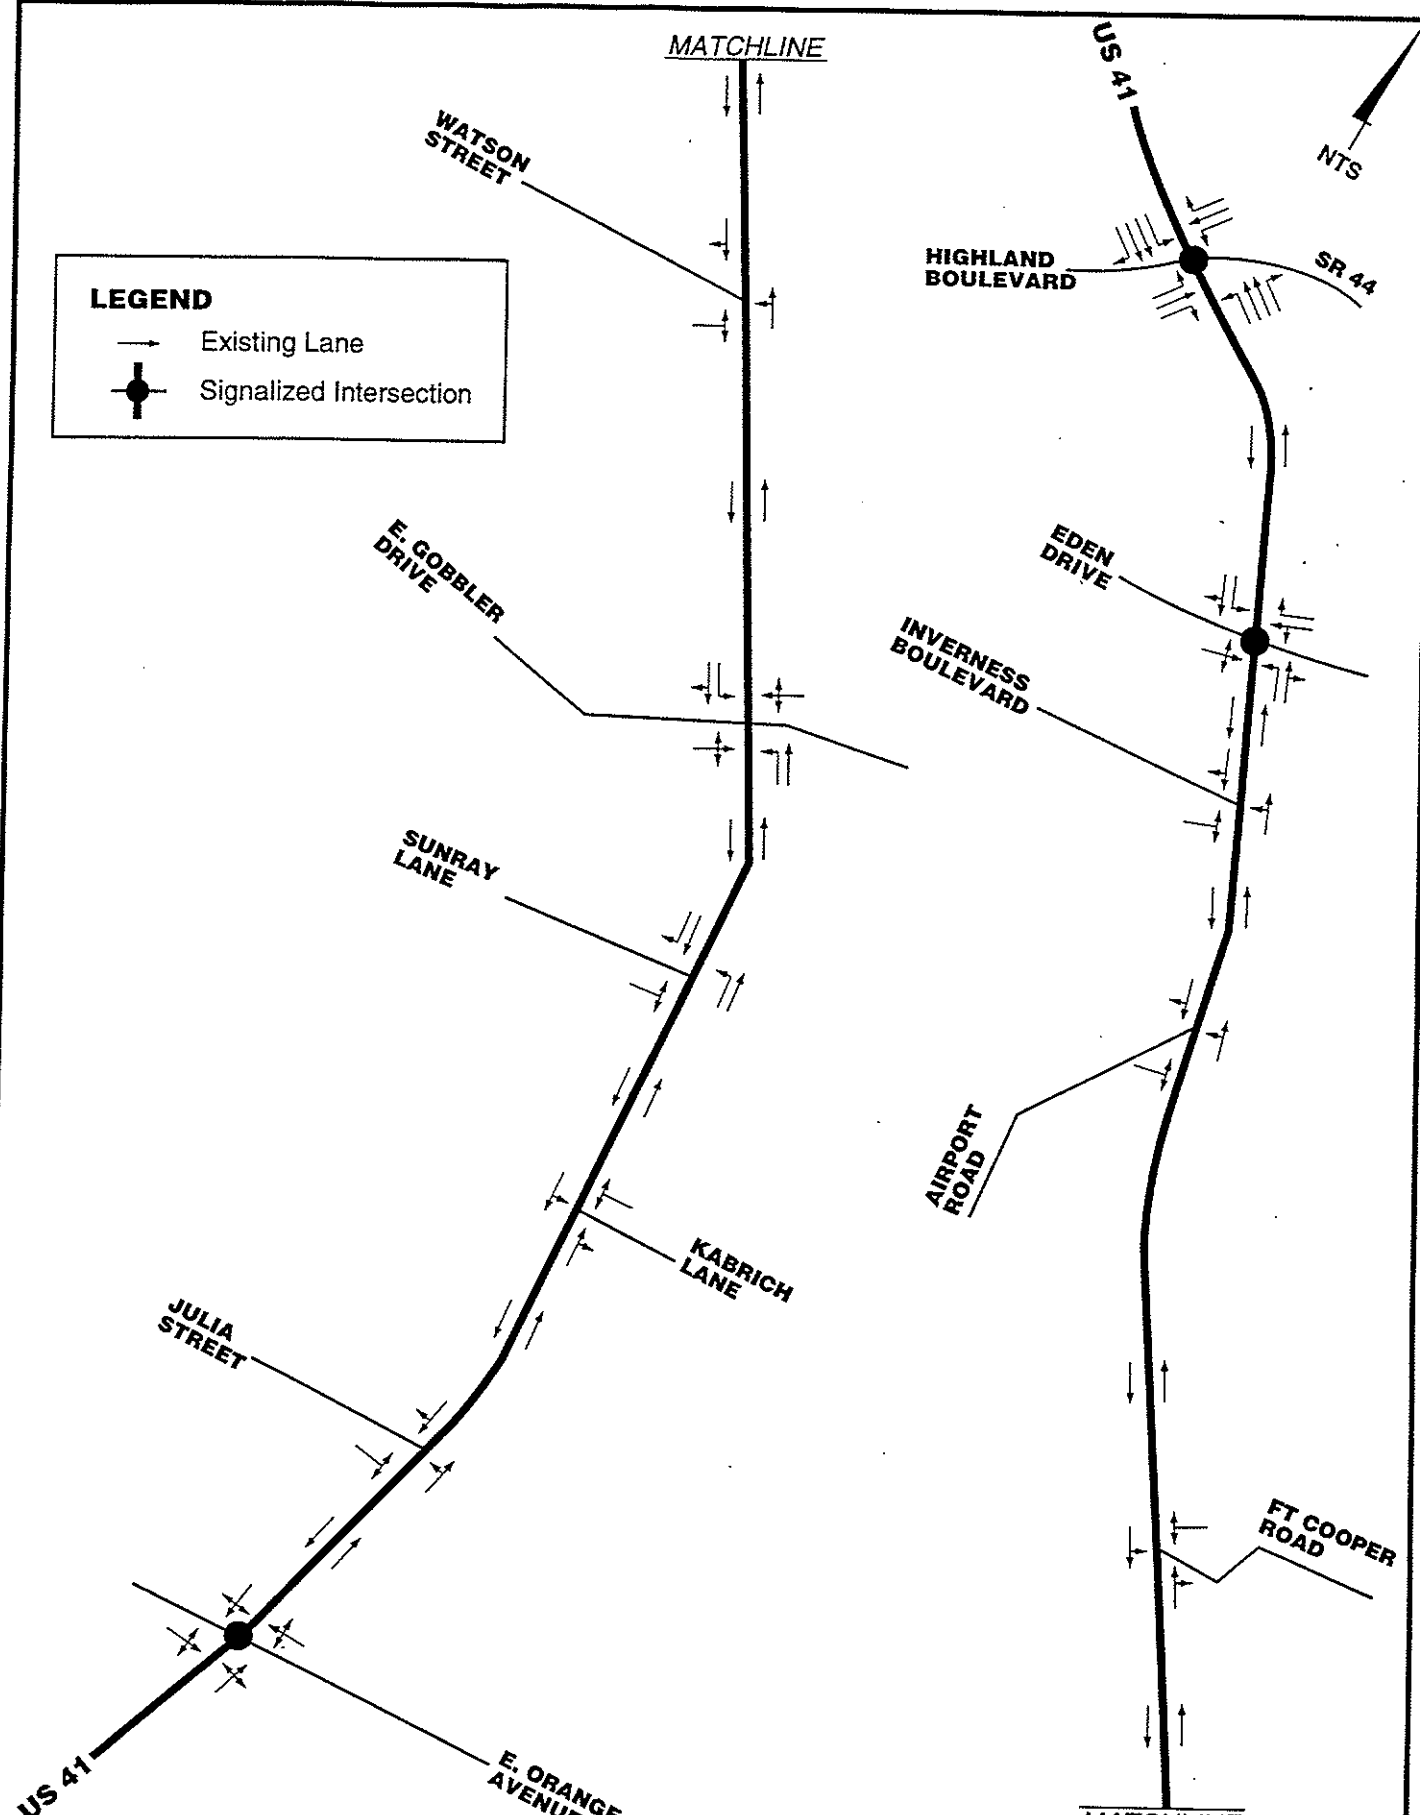 MATCHLINE
US 41
NTS
WATSON
STREET
HIGHLAND
BOULEVARD
SR 44
LEGEND
Existing Lane
Signalized Intersection
E. GOBBLER
DRIVE
EDEN
DRIVE
INVERNESS
BOULEVARD
SUNRAY
LANE
AIRPORT
ROAD
KABRICH
LANE
JULIA
STREET
FT COOPER
ROAD
E. ORANGE
AVENUE
US 41